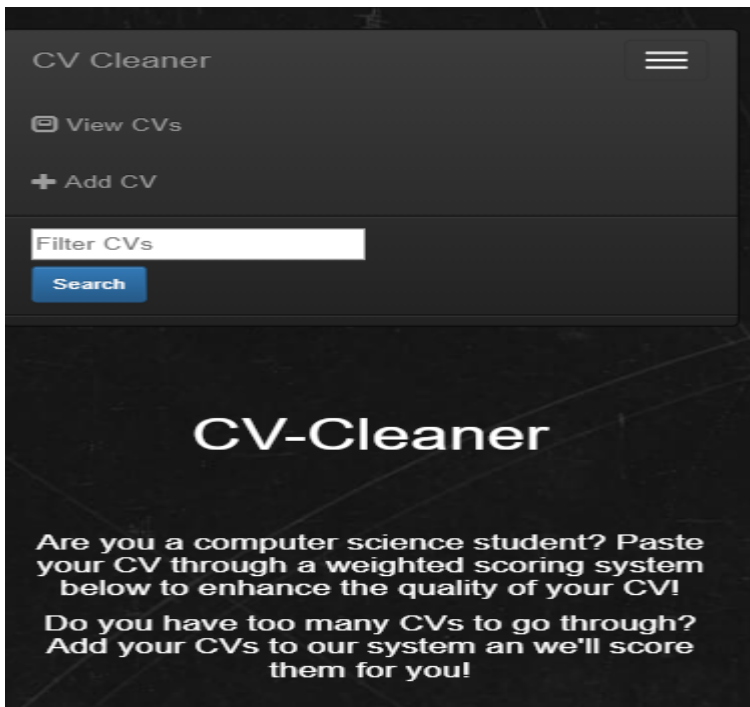 CV Cleaner
View CVs
Add CV
Filter CVs
Search
CV-Cleaner
Are you a computer science student? Paste
your CV through a weighted scoring system
below to enhance the quality of your CV!
Do you have too many CVs to go through?
Add your CVs to our system an we'll score
them for you!